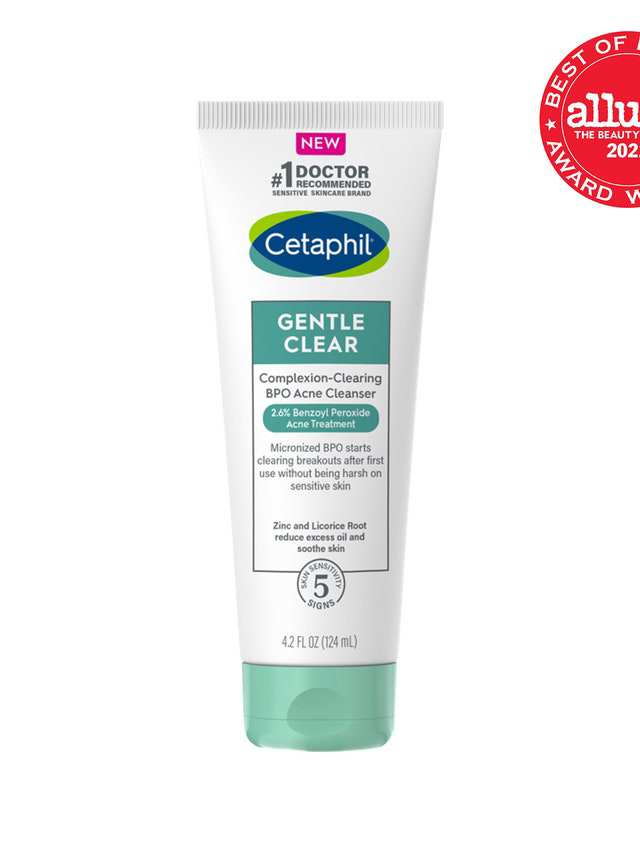 NEW
#1 DOCTOR
RECOMMENDED
SENSITIVE SKINCARE BRAND
Cetaphil®
GENTLE
CLEAR
Complexion-Clearing
BPO Acne Cleanser
2.6% Benzoyl Peroxide
Acne Treatment
Micronized BPO starts
clearing breakouts after first
use without being harsh on
sensitive skin
Zinc and Licorice Root
reduce excess oil and
soothe skin
SKIN SENSITIVITY
5
SIGNS
4.2 FL OZ (124 mL)
BEST OF
allu
THE BEAUTY
202
AWARD W